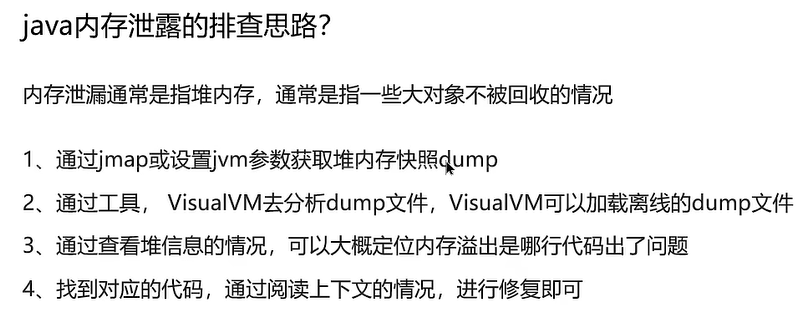 java内存泄露的排查思路？
内存泄漏通常是指堆内存，通常是指一些大对象不被回收的情况
1、通过jmap或设置jvm参数获取堆内存快照dump
2、通过工具， VisualVM去分析dump文件，VisualVM可以加载离线的dump文件
3、通过查看堆信息的情况，可以大概定位内存溢出是哪行代码出了问题
4、找到对应的代码，通过阅读上下文的情况，进行修复即可